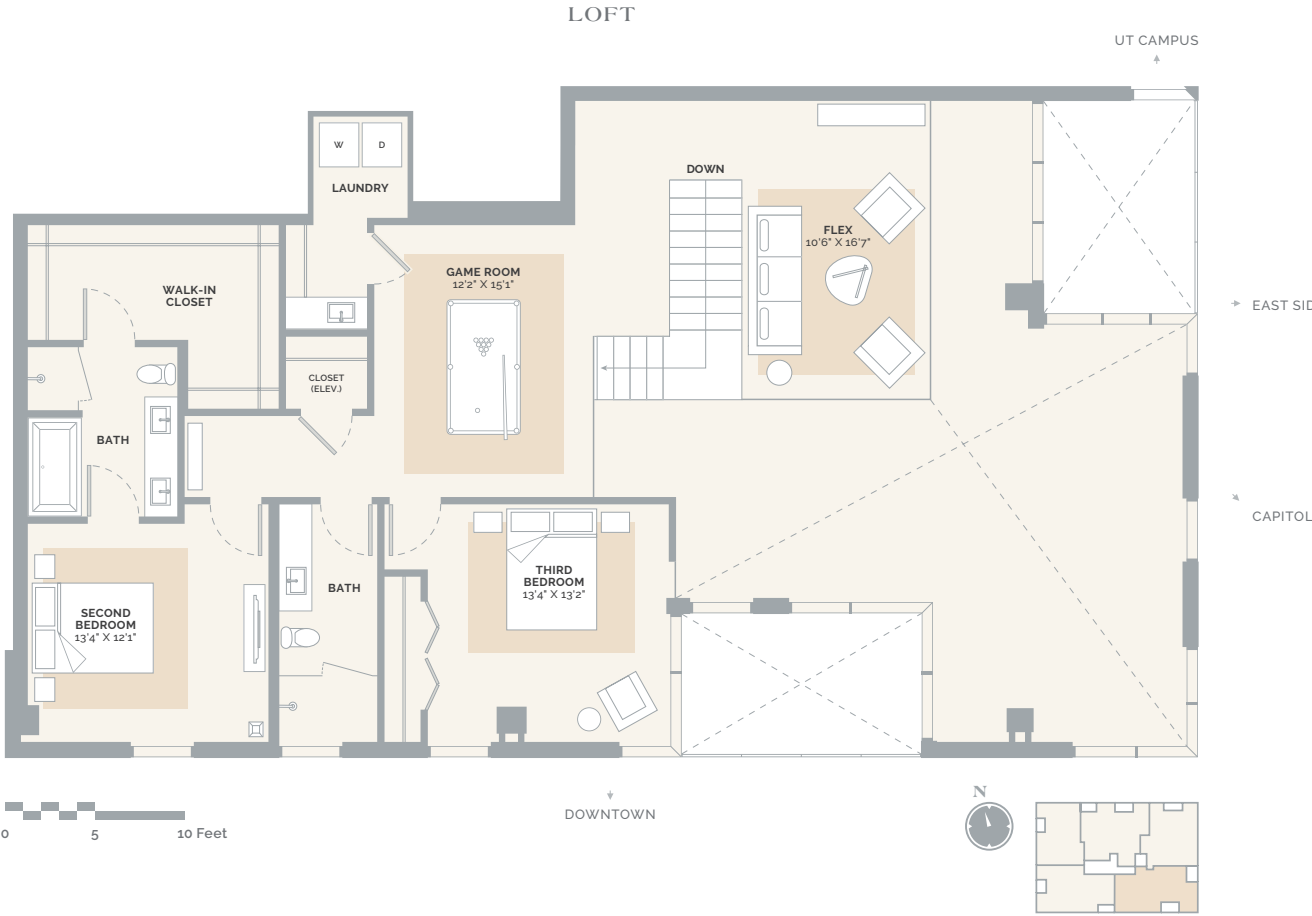 LOFT
UT CAMPUS
W
D
LAUNDRY
DOWN
FLEX
10'6" X 16'7"
GAME ROOM
12'2" X 15'1"
WALK-IN
CLOSET
EAST SID
CLOSET
(ELEV.)
BATH
CAPITOL
THIRD
BEDROOM
13'4" X 13'2"
BATH
SECOND
BEDROOM
13'4" X 12'1"
DOWNTOWN
N
0 5 10 Feet